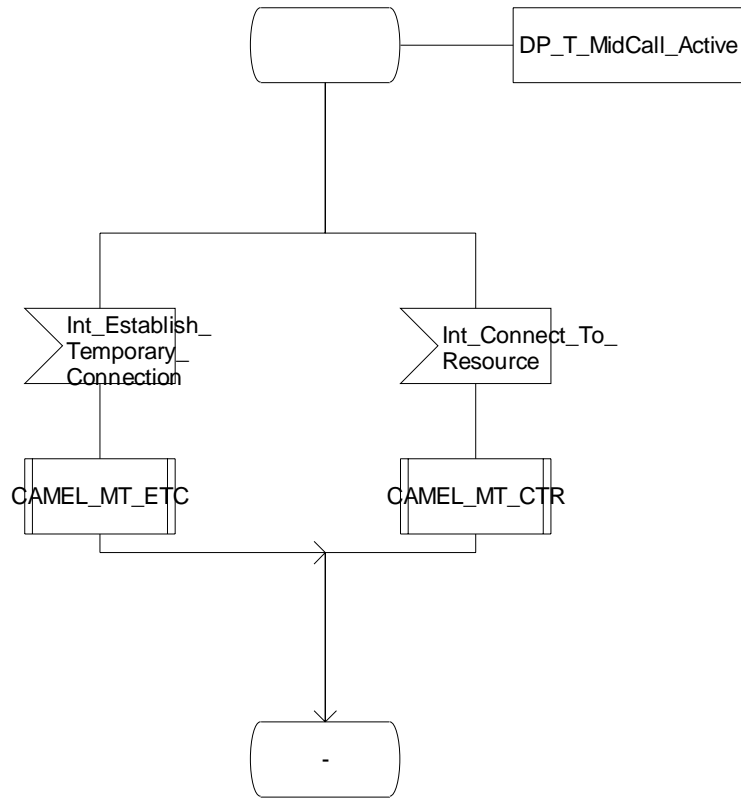 DP_T_MidCall_Active
Int_Establish_
Temporary_
Connection
Int_Connect_To_
Resource
CAMEL_MT_ETC
CAMEL_MT_CTR
-